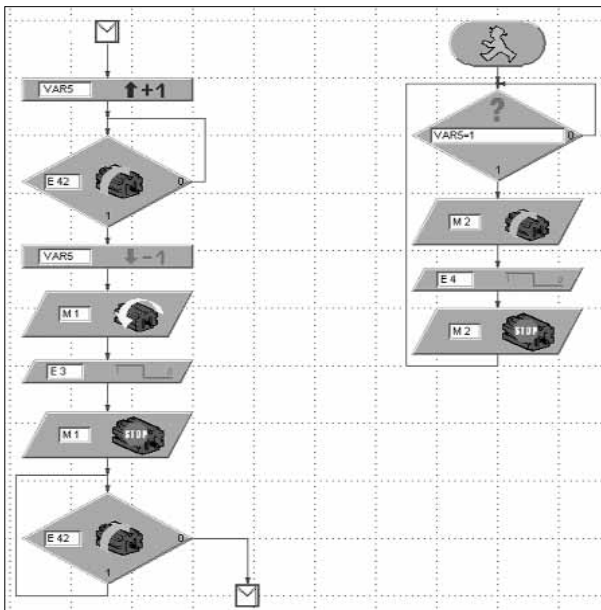 VAR5 +1
E 42 0
1
VAR5 -1
M 1
E 3
M 1 STOP
E 42 0
1
?
VAR5=1 0
1
M 2
E 4
M 2 STOP